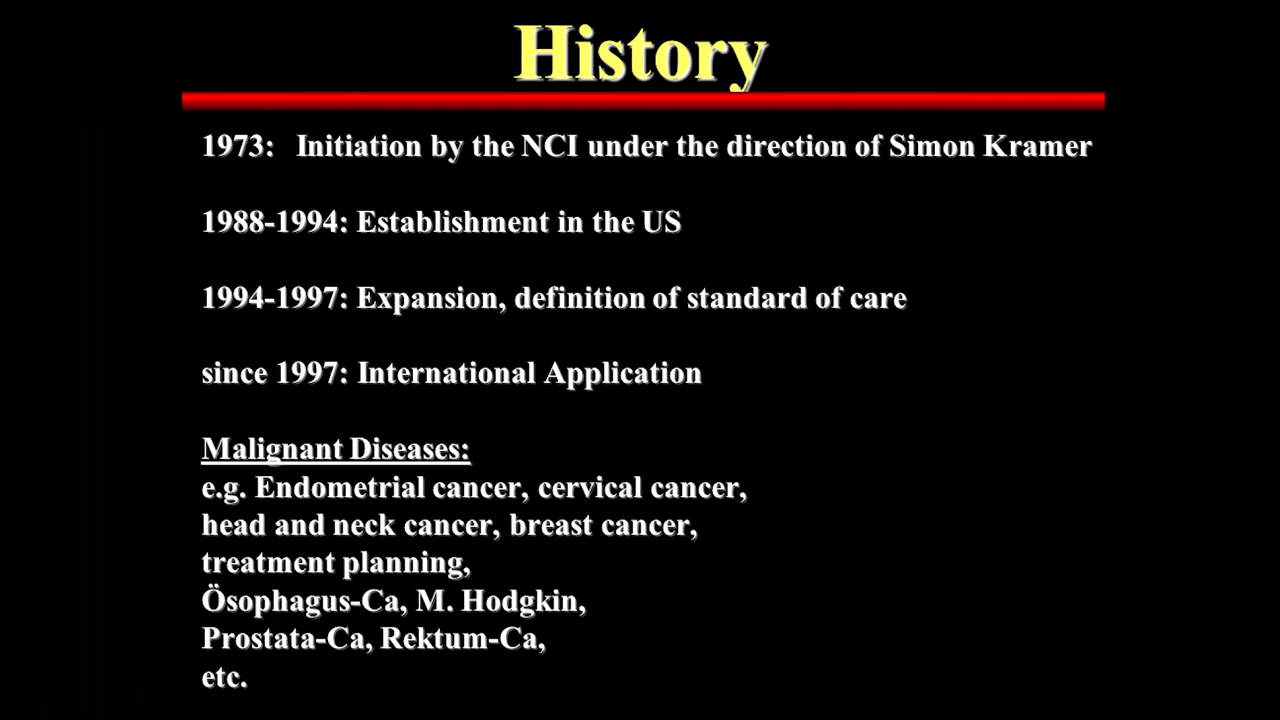 History
1973: Initiation by the NCI under the direction of Simon Kramer
1988-1994: Establishment in the US
1994-1997: Expansion, definition of standard of care
since 1997: International Application
Malignant Diseases:
e.g. Endometrial cancer, cervical cancer,
head and neck cancer, breast cancer,
treatment planning,
Ösophagus-Ca, M. Hodgkin,
Prostata-Ca, Rektum-Ca,
etc.